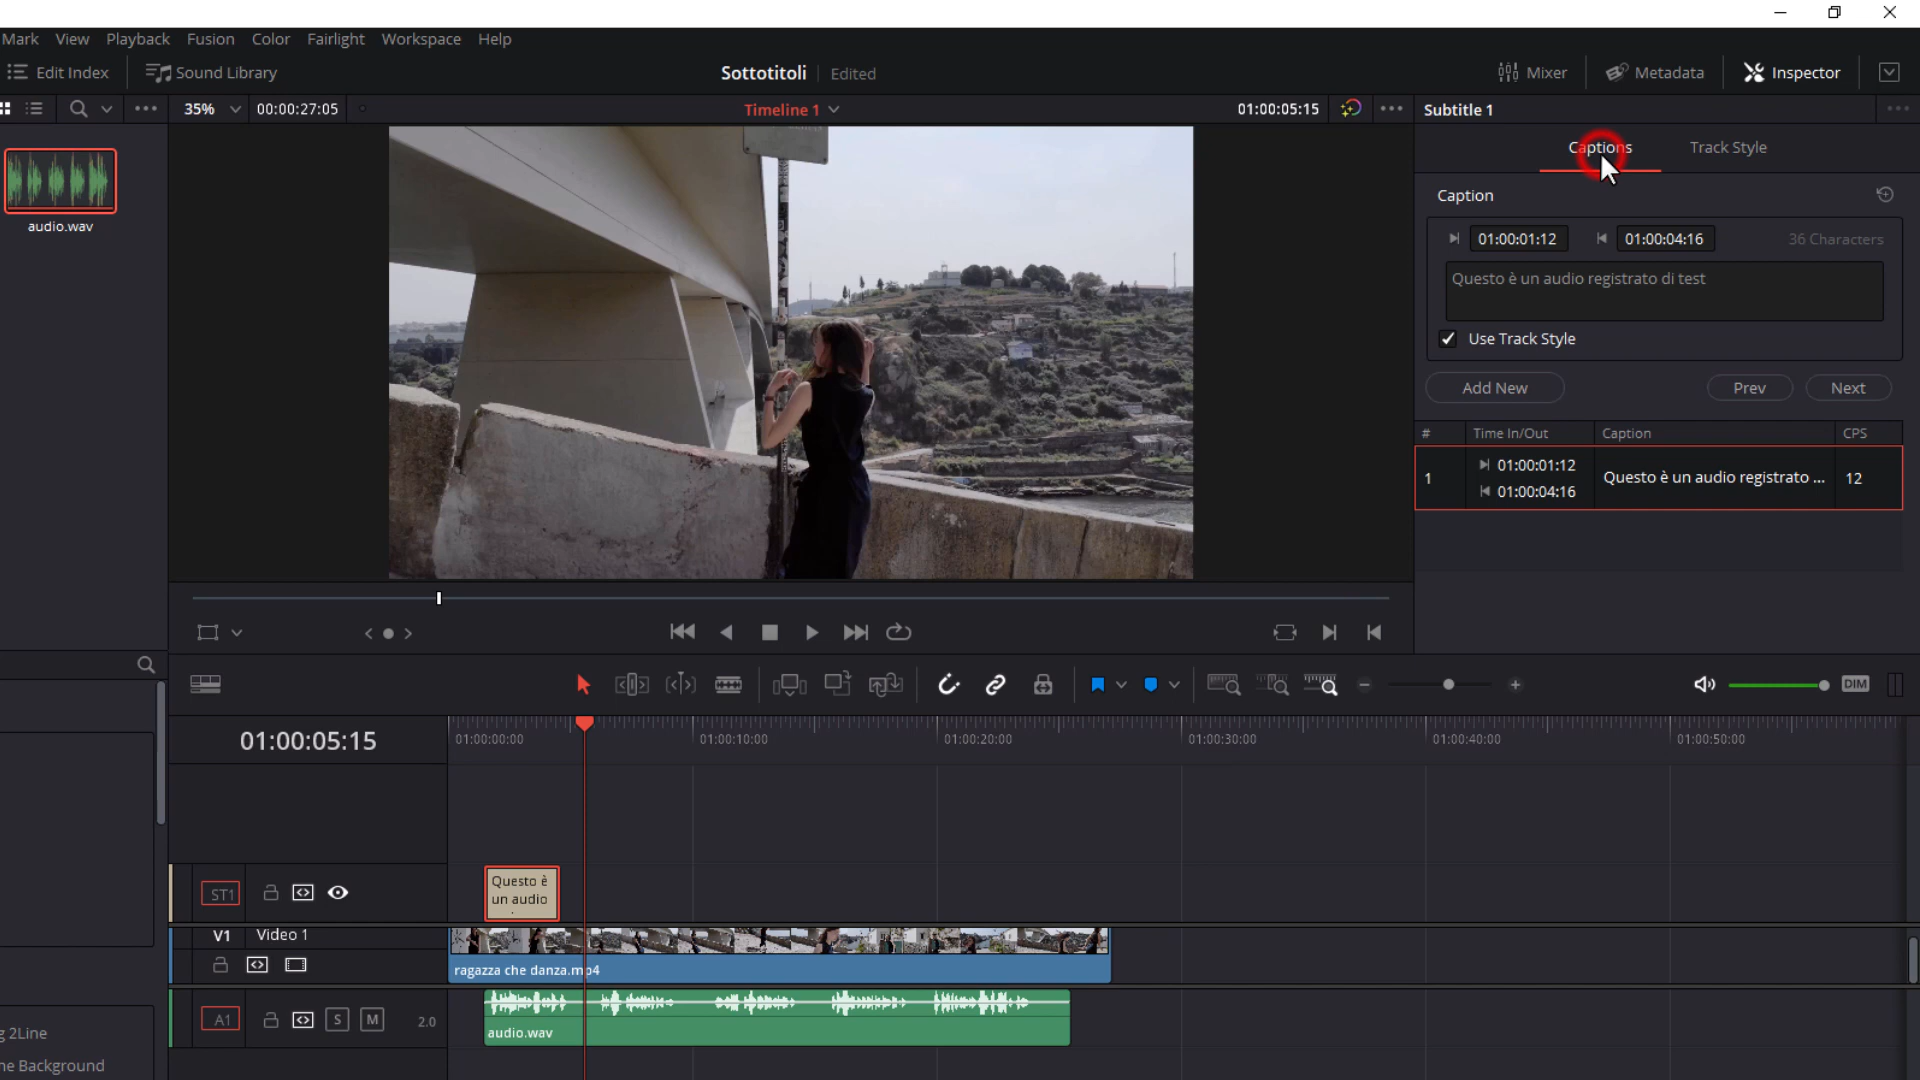 Mark View Playback Fusion Color Fairlight Workspace Help
Edit Index Sound Library Sottotitoli Edited Mixer Metadata Inspector
35% 00:00:27:05 Timeline 1 01:00:05:15 Subtitle 1
Captions Track Style
audio.wav
Caption
01:00:01:12 01:00:04:16 36 Characters
Questo è un audio registrato di test
Use Track Style
Add New Prev Next
# Time In/Out Caption CPS
1 01:00:01:12 Questo è un audio registrato ... 12
01:00:04:16
DIM
01:00:05:15 01:00:00:00 01:00:10:00 01:00:20:00 01:00:30:00 01:00:40:00 01:00:50:00
ST1 Questo è
un audio
V1 Video 1
ragazza che danza.mp4
A1 S M 2.0
audio.wav
g 2Line
ne Background